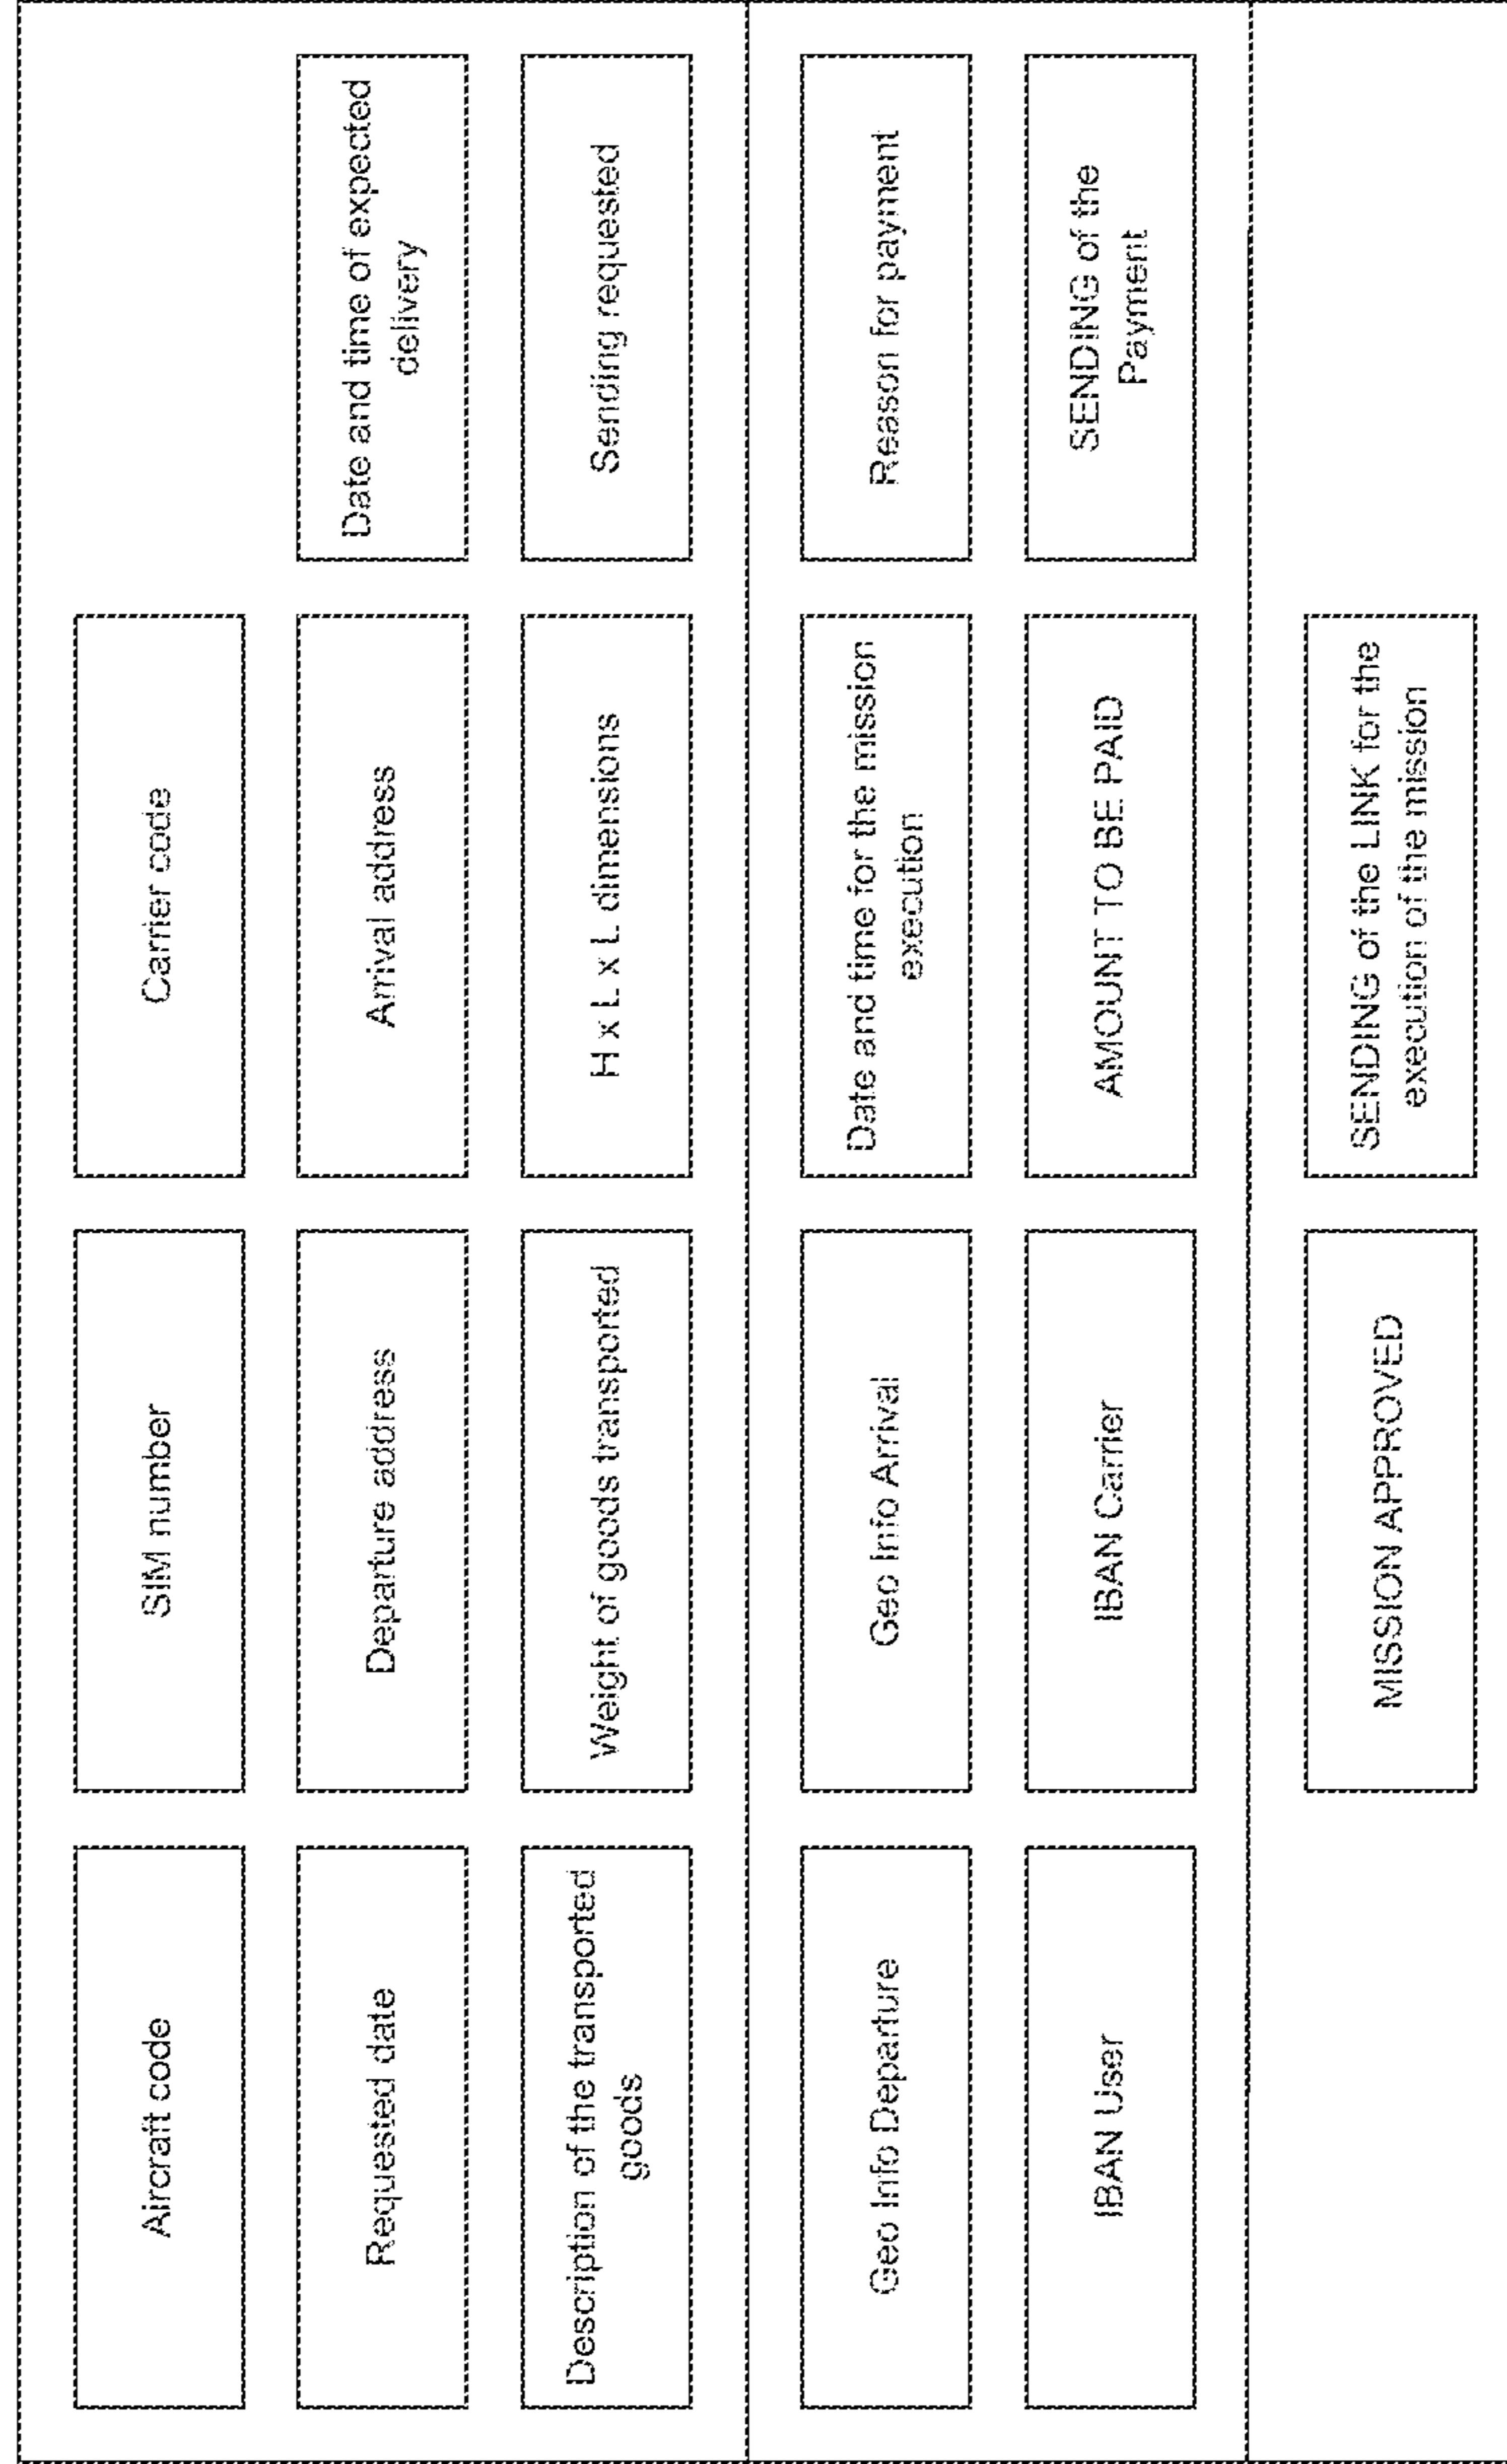 Aircraft code
SIM number
Carrier code
Requested date
Departure address
Arrival address
Date and time of expected
delivery
Description of the transported
goods
Weight of goods transported
H x L x L dimensions
Sending requested
Geo Info Departure
Geo Info Arrival
Date and time for the mission
execution
Reason for payment
IBAN User
IBAN Carrier
AMOUNT TO BE PAID
SENDING of the
Payment
MISSION APPROVED
SENDING of the LINK for the
execution of the mission